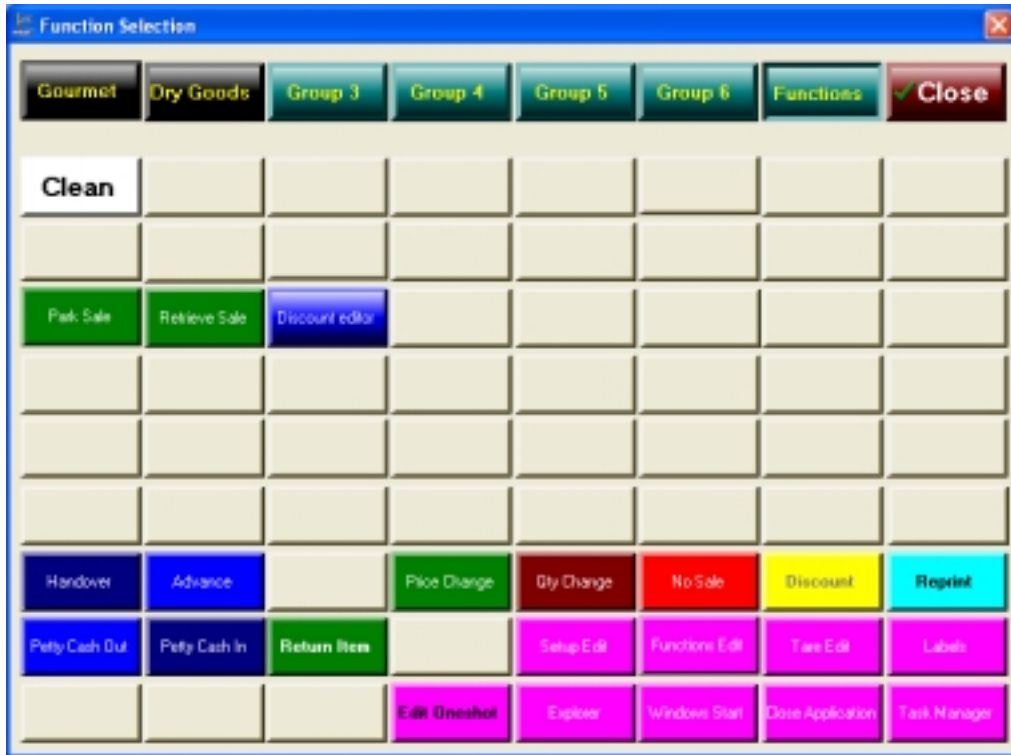 Function Selection
Gourmet Dry Goods Group 3 Group 4 Group 5 Group 6 Functions Close
Clean
Park Sale Retrieve Sale Discount editor
Handover Advance Price Change Qty Change No Sale Discount Reprint
Petty Cash Out Petty Cash In Return Item Setup Edit Functions Edit Tare Edit Labels
Edit Oneshot Explorer Windows Start Close Application Task Manager